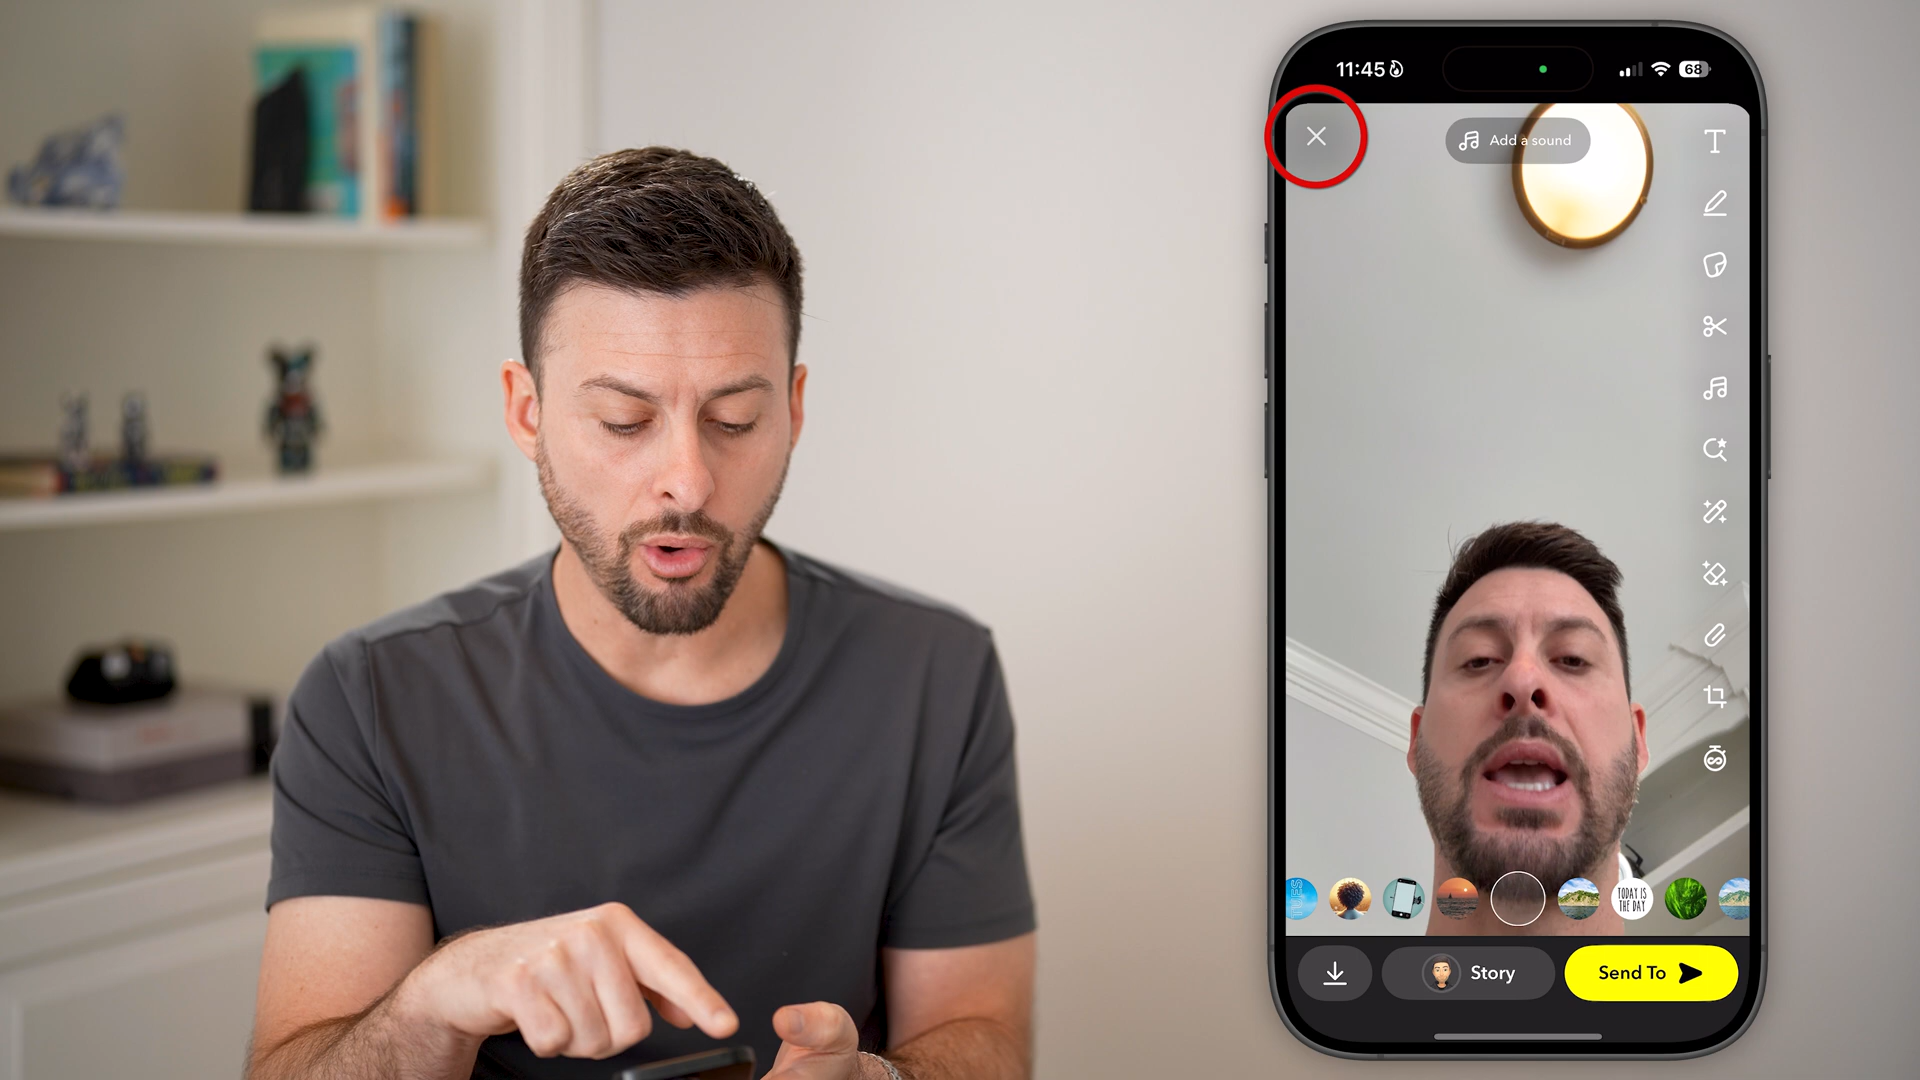 11:45
68
Add a sound
TODAY IS
THE DAY
Story
Send To